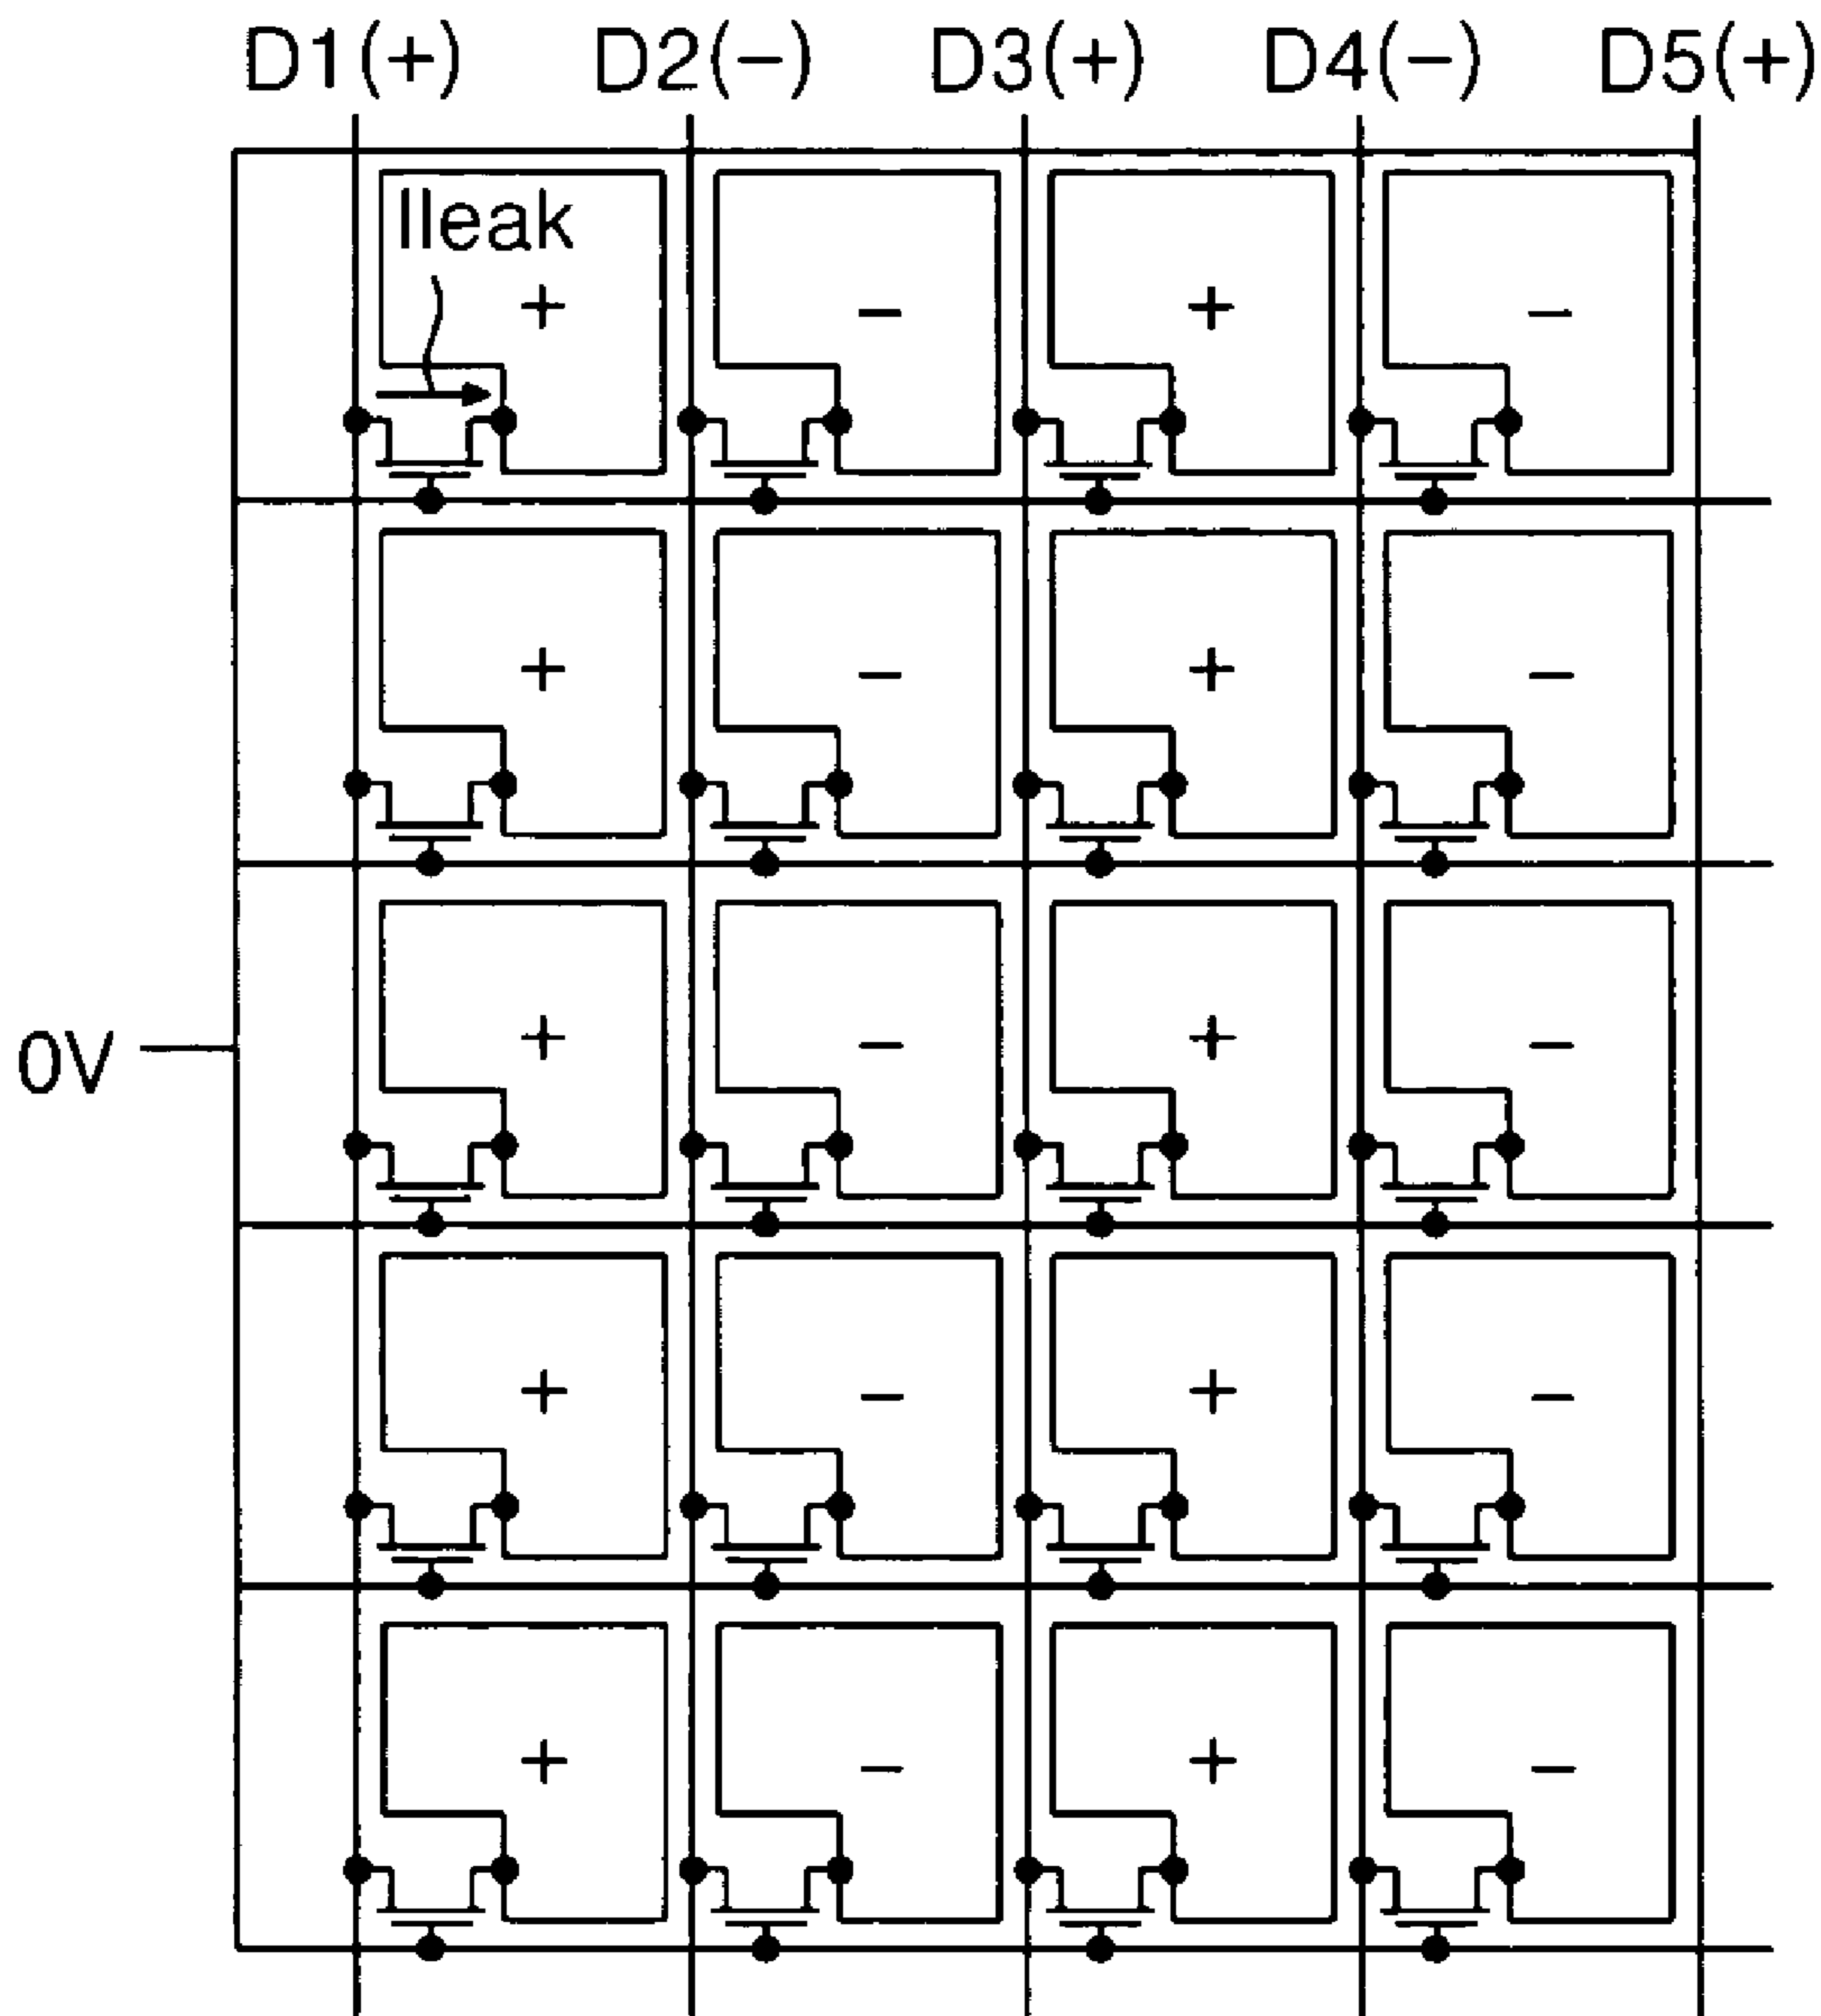 D1(+) D2(−) D3(+) D4(−) D5(+)
Ileak
+ − + −
+ − + −
+ − + −
0V
+ − + −
+ − + −